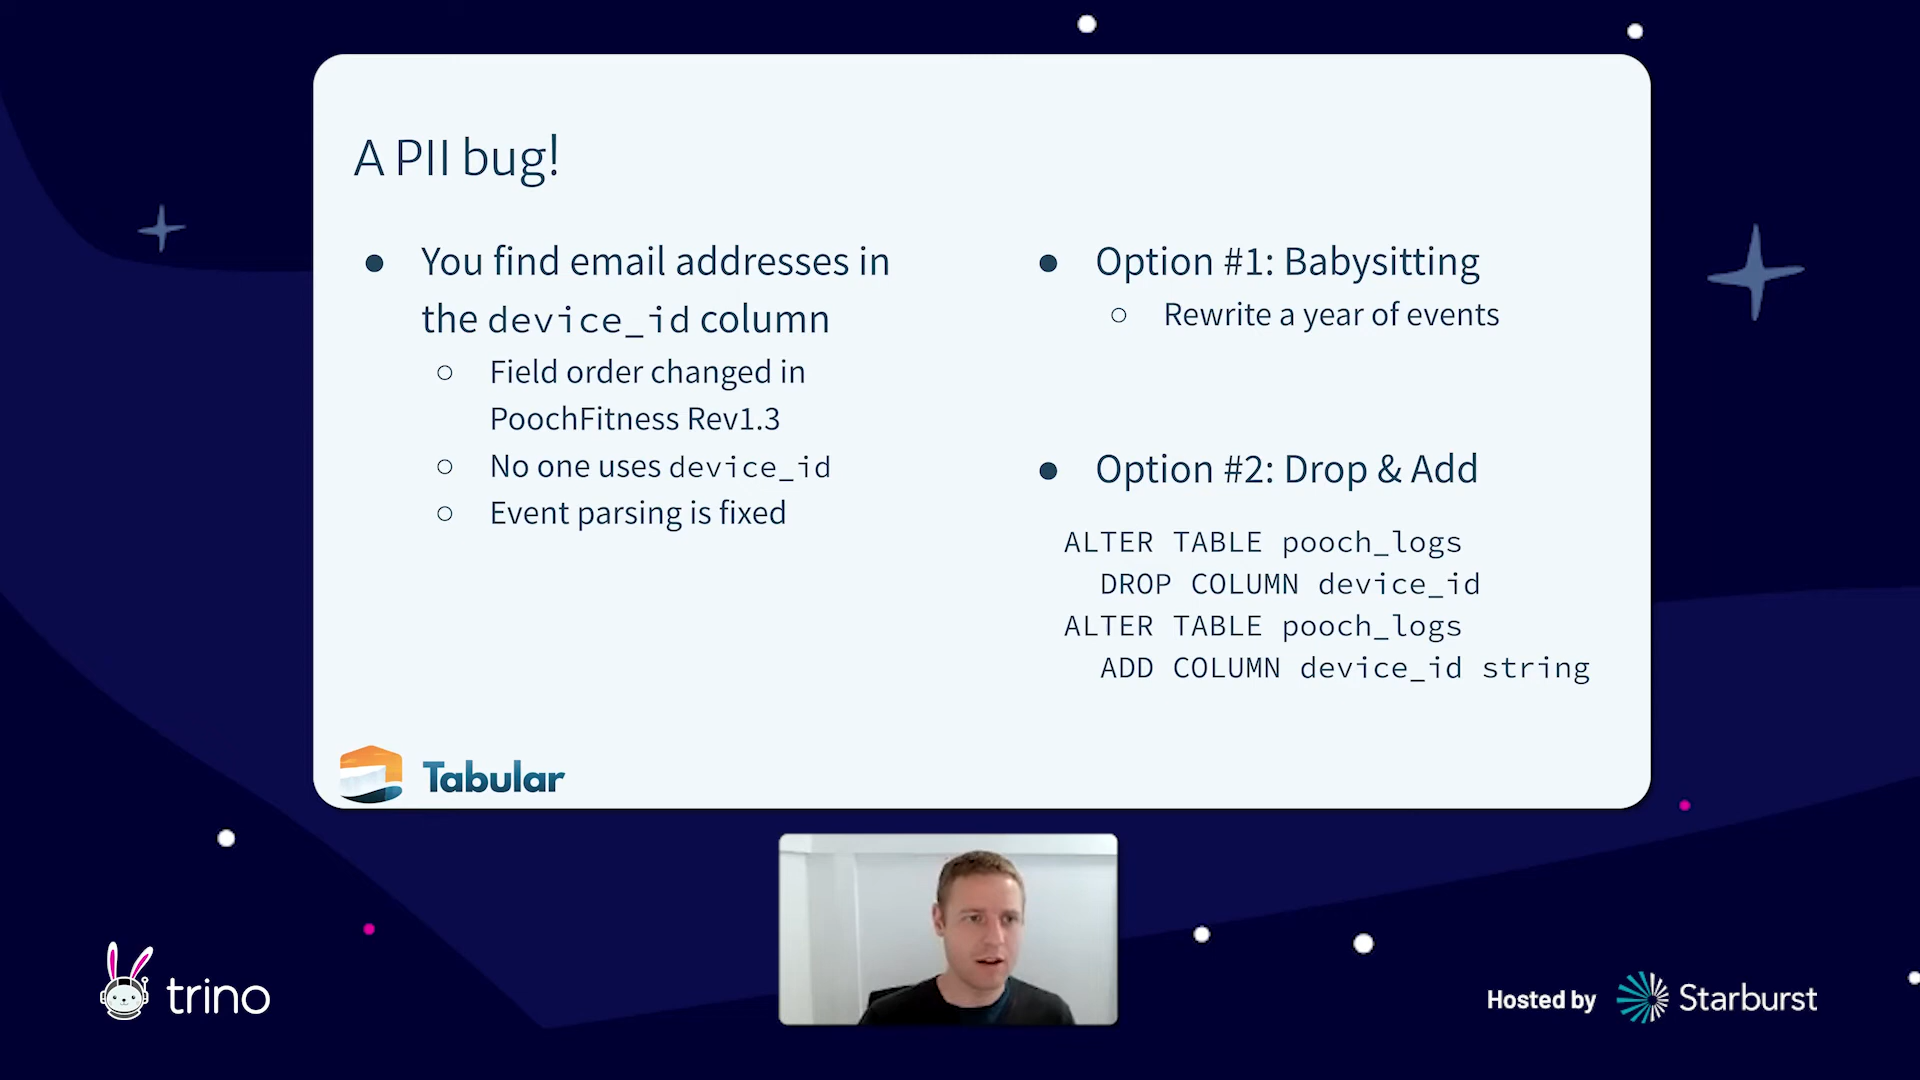 A PII bug!
● You find email addresses in
the device_id column
○ Field order changed in
PoochFitness Rev1.3
○ No one uses device_id
○ Event parsing is fixed
● Option #1: Babysitting
○ Rewrite a year of events
● Option #2: Drop & Add
ALTER TABLE pooch_logs
DROP COLUMN device_id
ALTER TABLE pooch_logs
ADD COLUMN device_id string
Tabular
trino
Hosted by Starburst